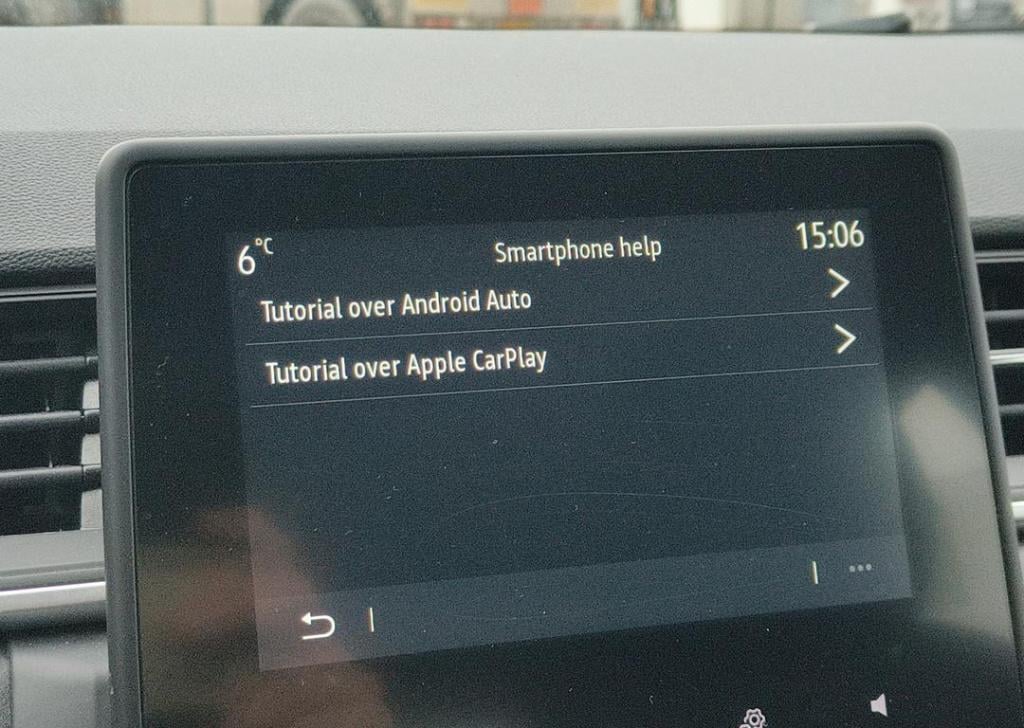 6°C Smartphone help 15:06
Tutorial over Android Auto
Tutorial over Apple CarPlay